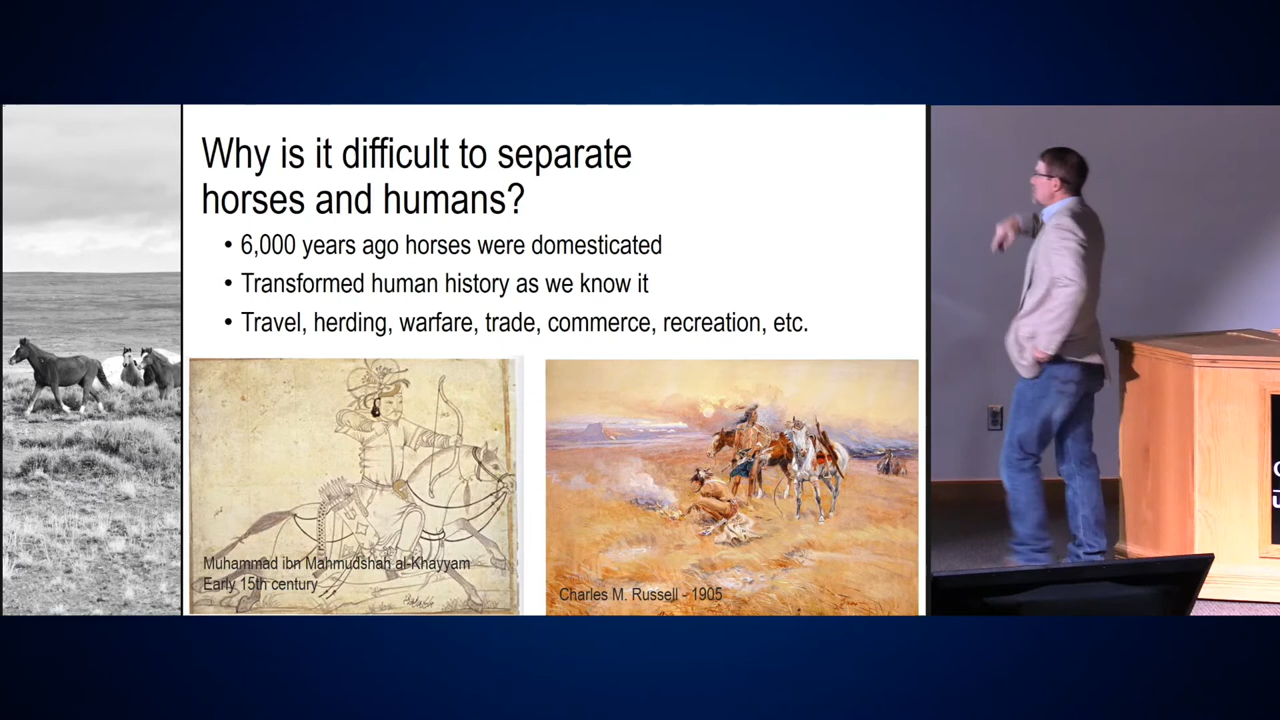 Why is it difficult to separate
horses and humans?
• 6,000 years ago horses were domesticated
• Transformed human history as we know it
• Travel, herding, warfare, trade, commerce, recreation, etc.
Muhammad ibn Mahmudshah al-Khayyam
Early 15th century
Charles M. Russell - 1905